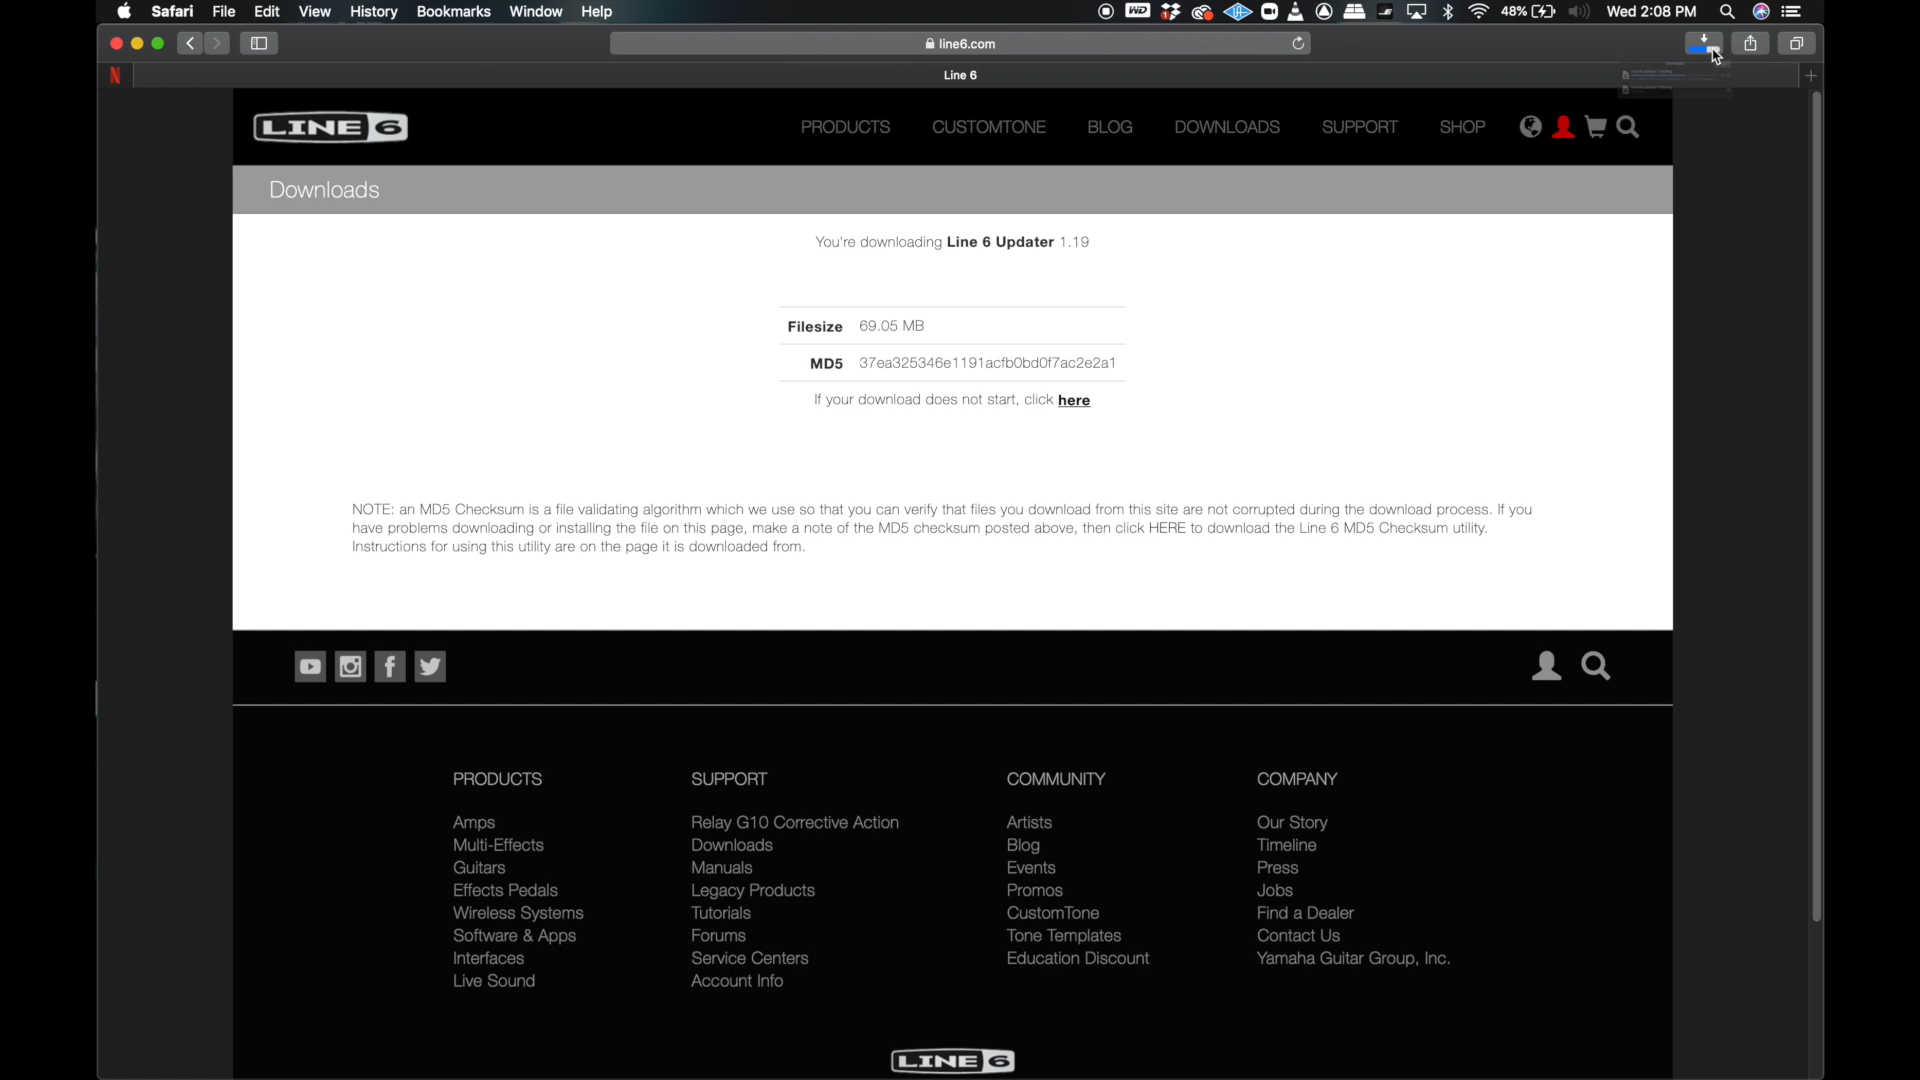 Safari File Edit View History Bookmarks Window Help
WD
48%
Wed 2:08 PM
line6.com
N
Line 6
LINE 6
PRODUCTS CUSTOMTONE BLOG DOWNLOADS SUPPORT SHOP
Downloads
You're downloading Line 6 Updater 1.19
Filesize 69.05 MB
MD5 37ea325346e1191acfb0bd0f7ac2e2a1
If your download does not start, click here
NOTE: an MD5 Checksum is a file validating algorithm which we use so that you can verify that files you download from this site are not corrupted during the download process. If you
have problems downloading or installing the file on this page, make a note of the MD5 checksum posted above, then click HERE to download the Line 6 MD5 Checksum utility.
Instructions for using this utility are on the page it is downloaded from.
PRODUCTS
Amps
Multi-Effects
Guitars
Effects Pedals
Wireless Systems
Software & Apps
Interfaces
Live Sound
SUPPORT
Relay G10 Corrective Action
Downloads
Manuals
Legacy Products
Tutorials
Forums
Service Centers
Account Info
COMMUNITY
Artists
Blog
Events
Promos
CustomTone
Tone Templates
Education Discount
COMPANY
Our Story
Timeline
Press
Jobs
Find a Dealer
Contact Us
Yamaha Guitar Group, Inc.
LINE 6